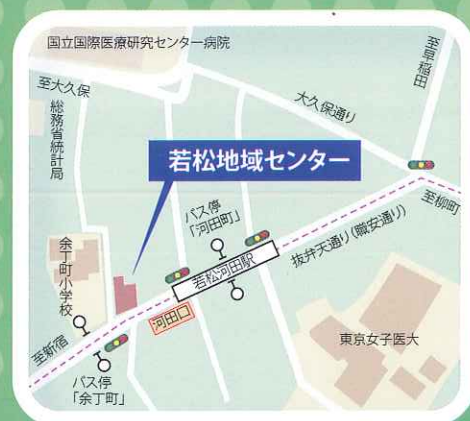 国立国際医療研究センター病院
至大久保
総務省統計局
至早稲田
大久保通り
若松地域センター
至柳町
バス停
「河田町」
抜弁天通り(職安通り)
若松河田駅
余丁町小学校
河田口
東京女子医大
至新宿
バス停
「余丁町」